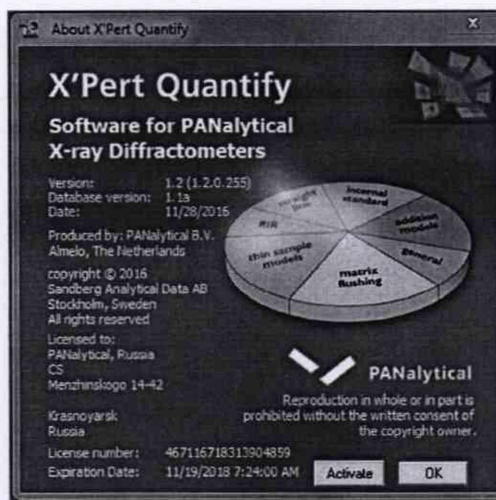 About X'Pert Quantify
X'Pert Quantify
Software for PANalytical
X-ray Diffractometers
Version: 1.2 (1.2.0.255)
Database version: 1.1a
Date: 11/28/2016
Produced by: PANalytical B.V.
Almelo, The Netherlands
copyright © 2016
Sandberg Analytical Data AB
Stockholm, Sweden
All rights reserved
Licensed to:
PANalytical, Russia
CS
Menzhinskogo 14-42
Krasnoyarsk
Russia
License number: 467116718313904859
Expiration Date: 11/19/2018 7:24:00 AM
straight line
internal standard
addition models
general
matrix flushing
thin sample models
RIR
PANalytical
Reproduction in whole or in part is
prohibited without the written consent of
the copyright owner.
Activate
OK